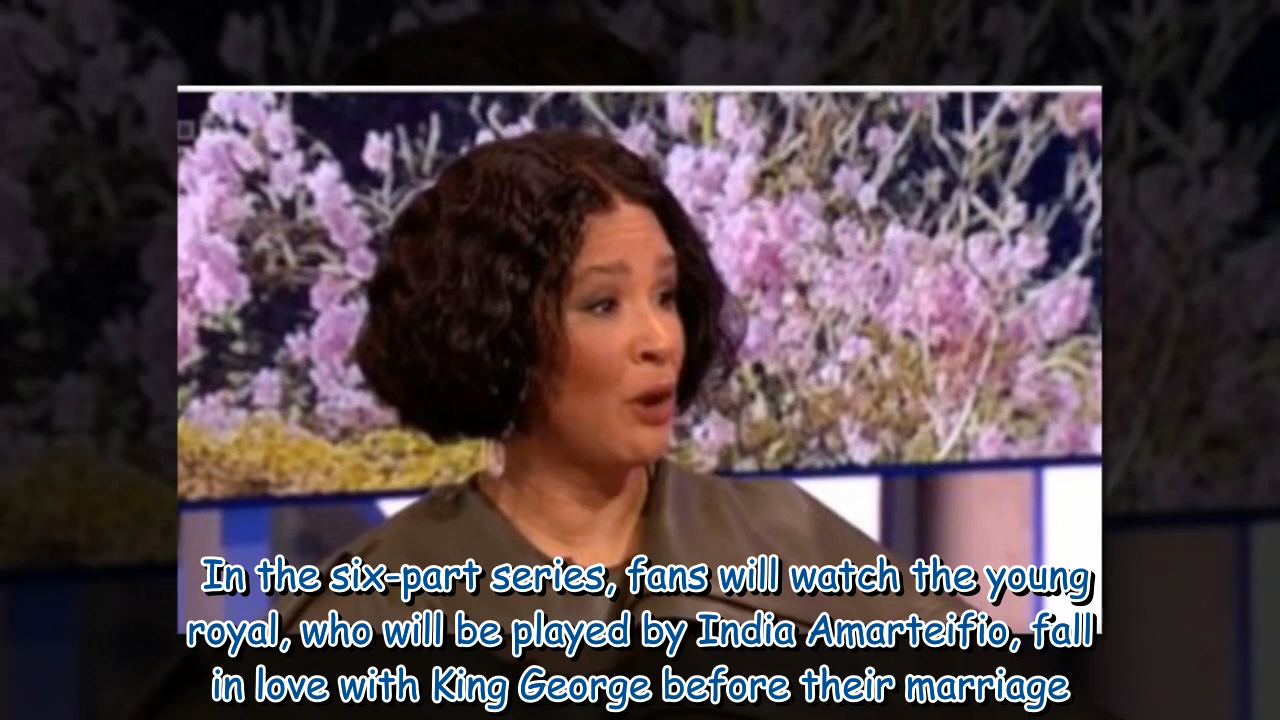 In the six-part series, fans will watch the young
royal, who will be played by India Amarteifio, fall
in love with King George before their marriage